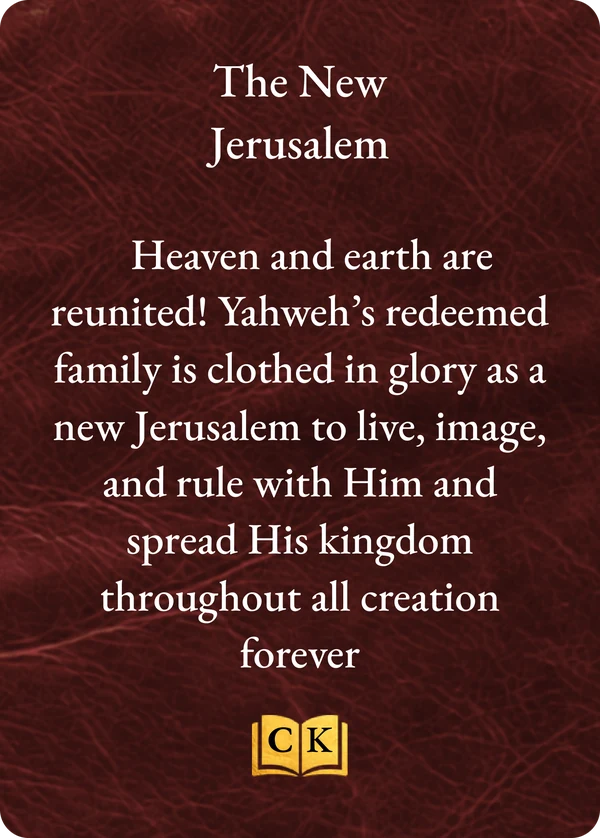 The New
Jerusalem
Heaven and earth are
reunited! Yahweh’s redeemed
family is clothed in glory as a
new Jerusalem to live, image,
and rule with Him and
spread His kingdom
throughout all creation
forever
C K